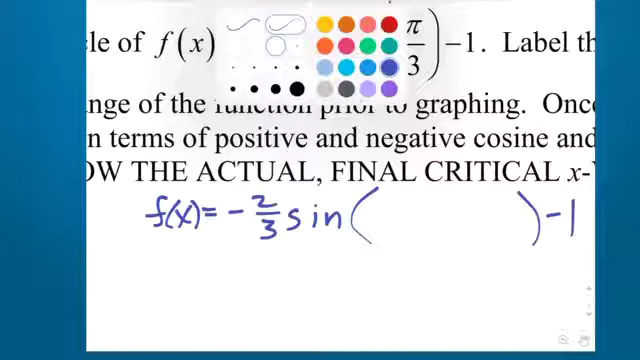 cle of f(x) π/3) −1. Label th
nge of the function prior to graphing. Onc
n terms of positive and negative cosine and
OW THE ACTUAL, FINAL CRITICAL x-
f(x) = − 2/3 sin ( ) − 1